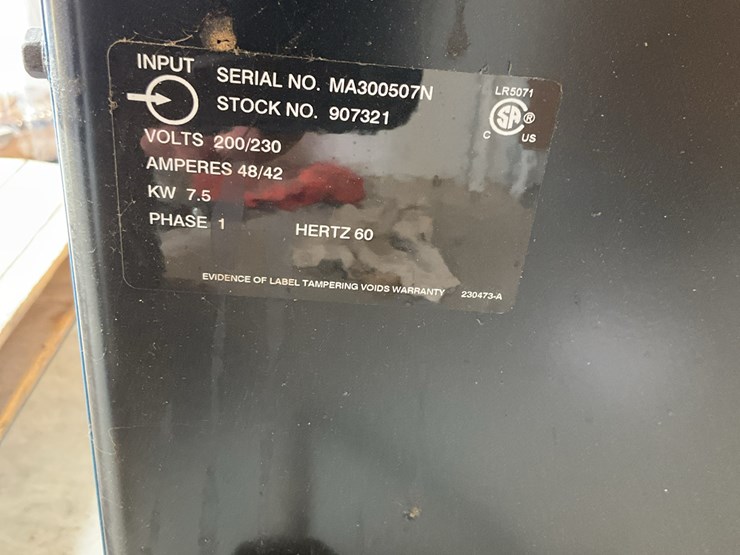 INPUT
SERIAL NO. MA300507N
STOCK NO. 907321
LR5071
SA ®
C US
VOLTS 200/230
AMPERES 48/42
KW 7.5
PHASE 1 HERTZ 60
EVIDENCE OF LABEL TAMPERING VOIDS WARRANTY 230473-A